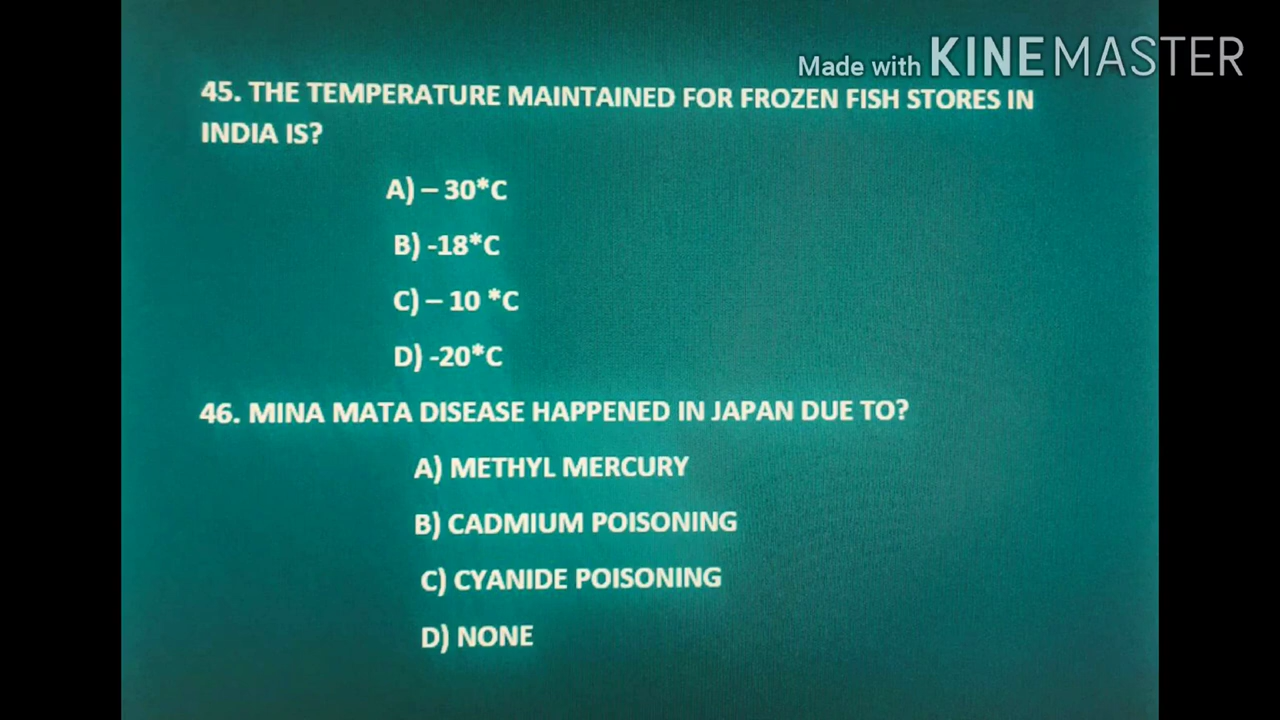 Made with KINEMASTER
45. THE TEMPERATURE MAINTAINED FOR FROZEN FISH STORES IN
INDIA IS?
A) – 30*C
B) -18*C
C) – 10 *C
D) -20*C
46. MINA MATA DISEASE HAPPENED IN JAPAN DUE TO?
A) METHYL MERCURY
B) CADMIUM POISONING
C) CYANIDE POISONING
D) NONE